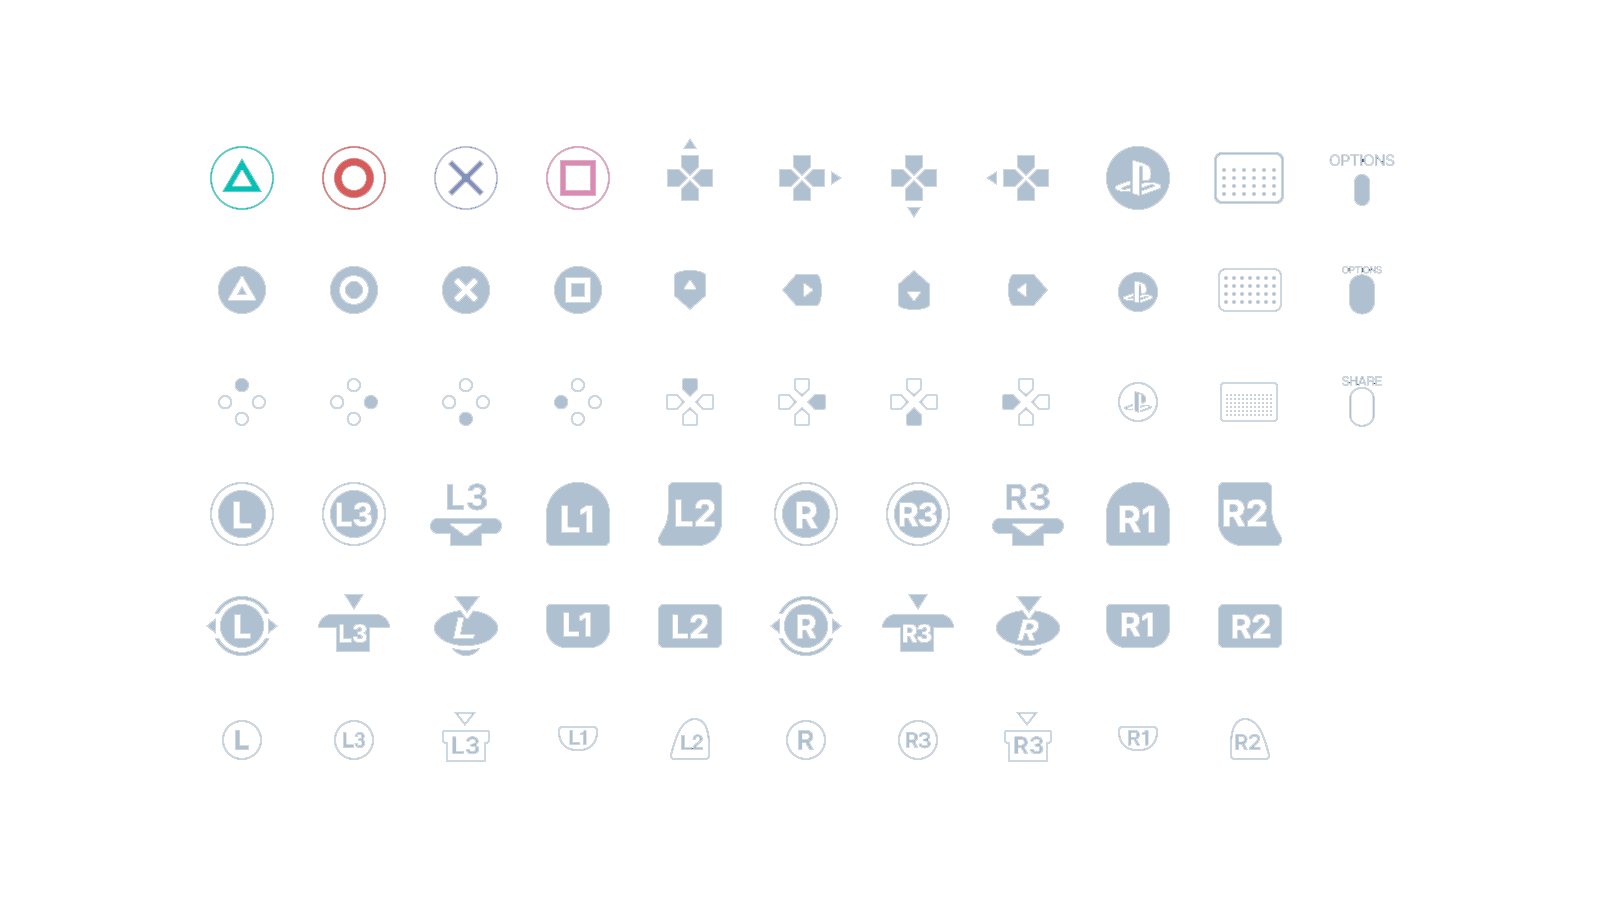 OPTIONS
OPTIONS
SHARE
L L3 L3 L1 L2 R R3 R3 R1 R2
L L3 L L1 L2 R R3 R R1 R2
L L3 L3 L1 L2 R R3 R3 R1 R2